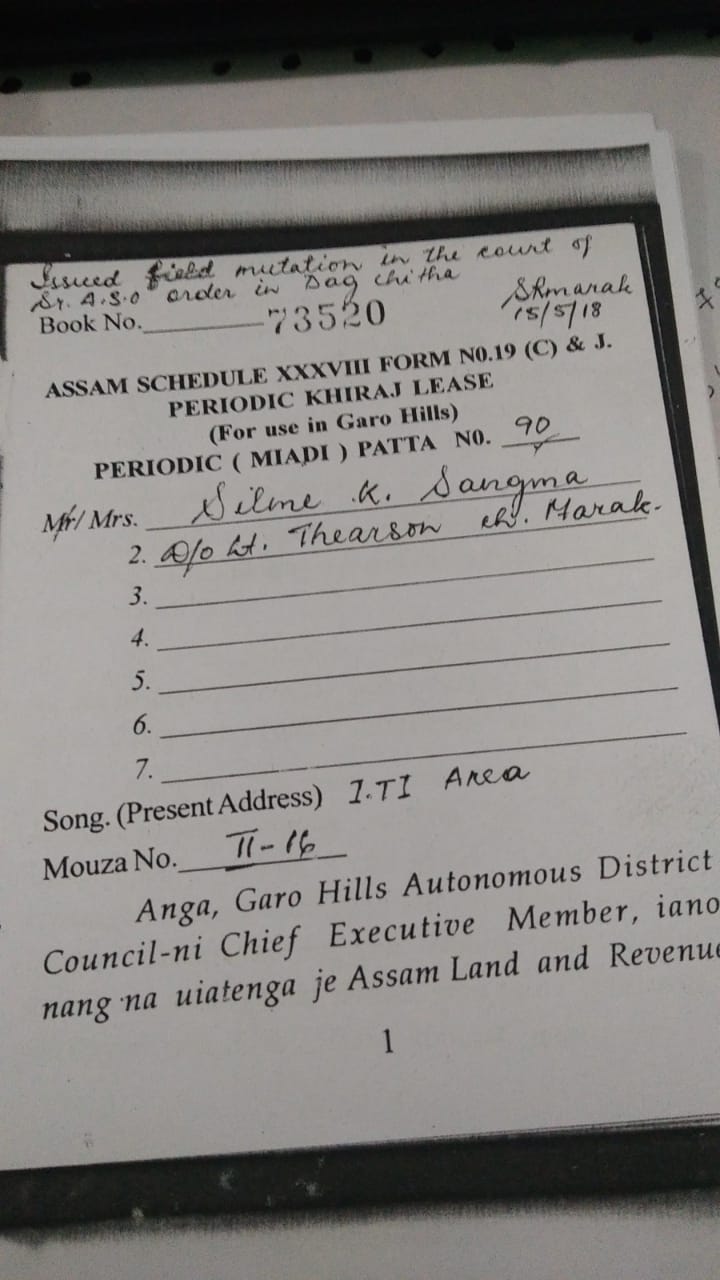 Issued field mutation in the court of
Sr. A.S.O order in Dag chitha
SRmarak
Book No. 73520
15/5/18
ASSAM SCHEDULE XXXVIII FORM N0.19 (C) & J.
PERIODIC KHIRAJ LEASE
(For use in Garo Hills)
PERIODIC ( MIADI ) PATTA N0. 90
Mr/ Mrs. Silme .K. Sangma
2. D/o Lt. Thearson ch. Marak.
3.
4.
5.
6.
7.
Song. (Present Address) I.TI Area
Mouza No. II-16
Anga, Garo Hills Autonomous District
Council-ni Chief Executive Member, iano
nang·na uiatenga je Assam Land and Revenue
1